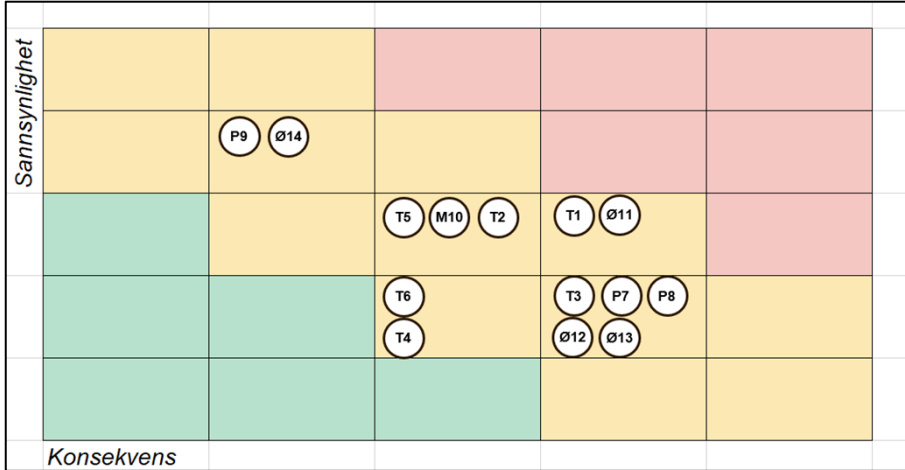 Sannsynlighet
P9 Ø14
T5 M10 T2 T1 Ø11
T6 T3 P7 P8
T4 Ø12 Ø13
Konsekvens